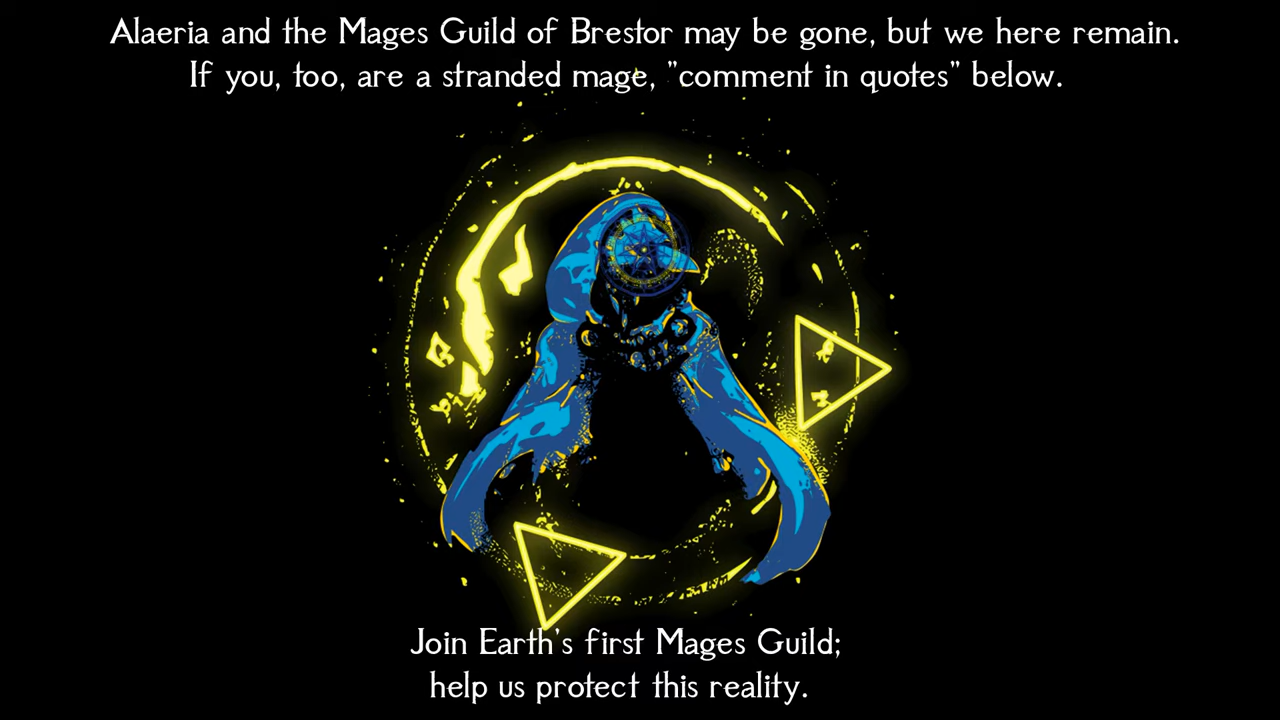 Alaeria and the Mages Guild of Brestor may be gone, but we here remain.
If you, too, are a stranded mage, "comment in quotes" below.
Join Earth's first Mages Guild;
help us protect this reality.